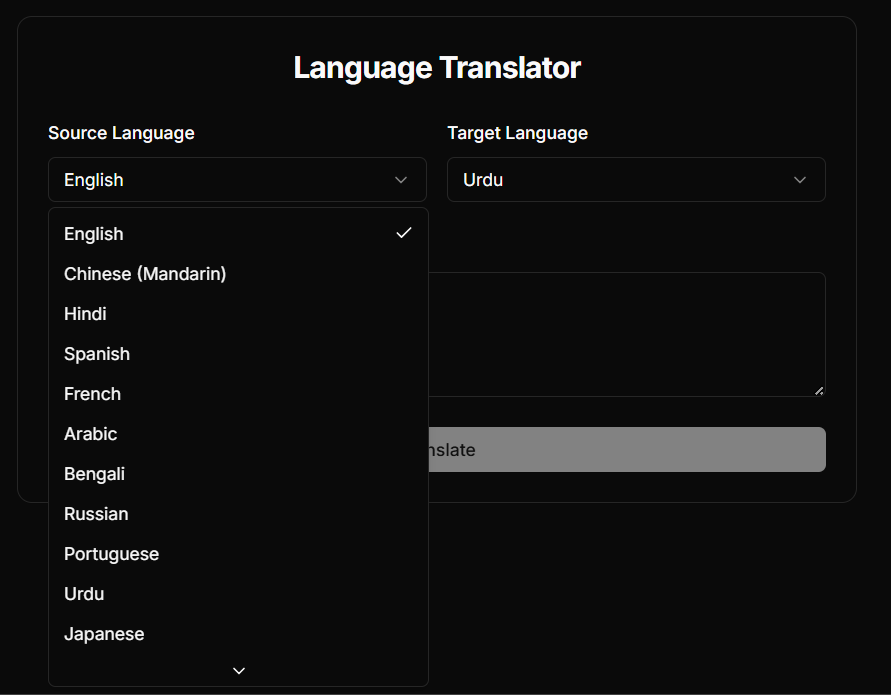 Language Translator
Source Language
Target Language
English
Urdu
English
Chinese (Mandarin)
Hindi
Spanish
French
Arabic
Bengali
Russian
Portuguese
Urdu
Japanese
nslate